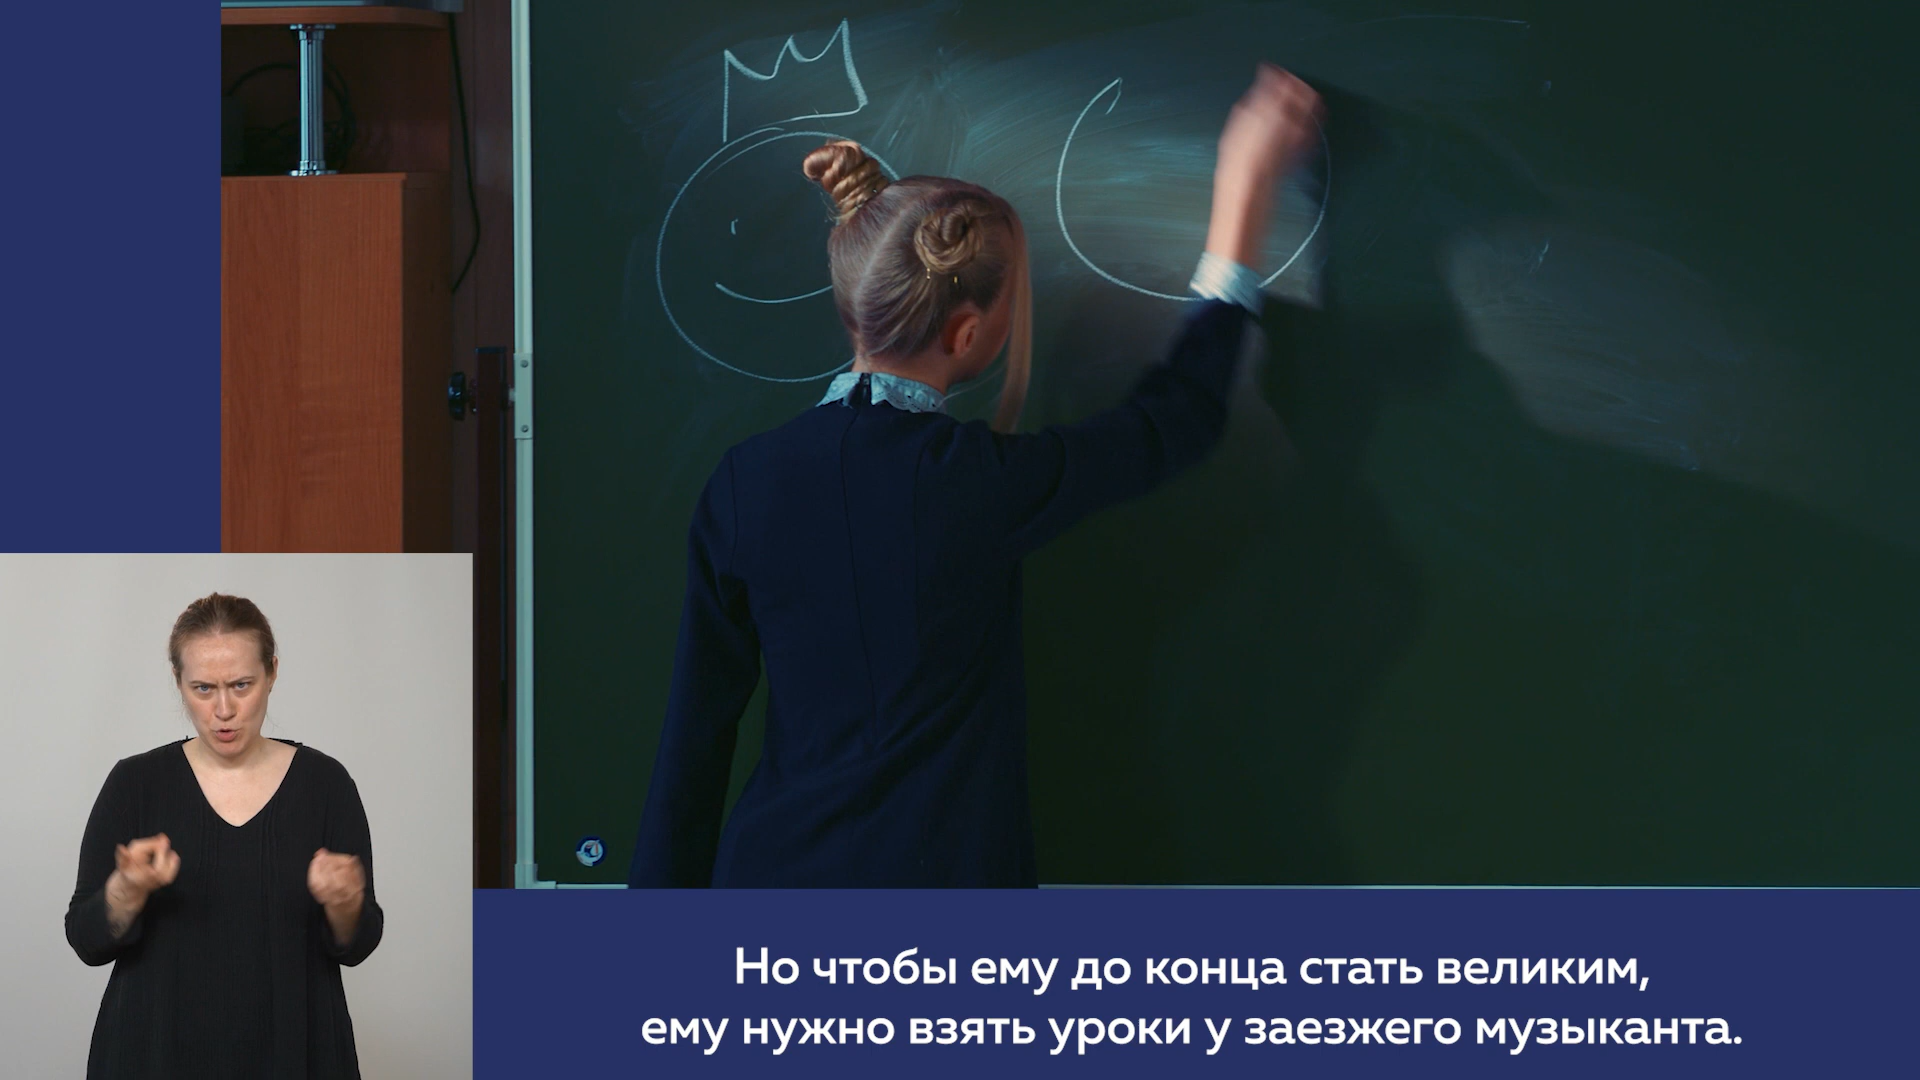 Но чтобы ему до конца стать великим,
ему нужно взять уроки у заезжего музыканта.